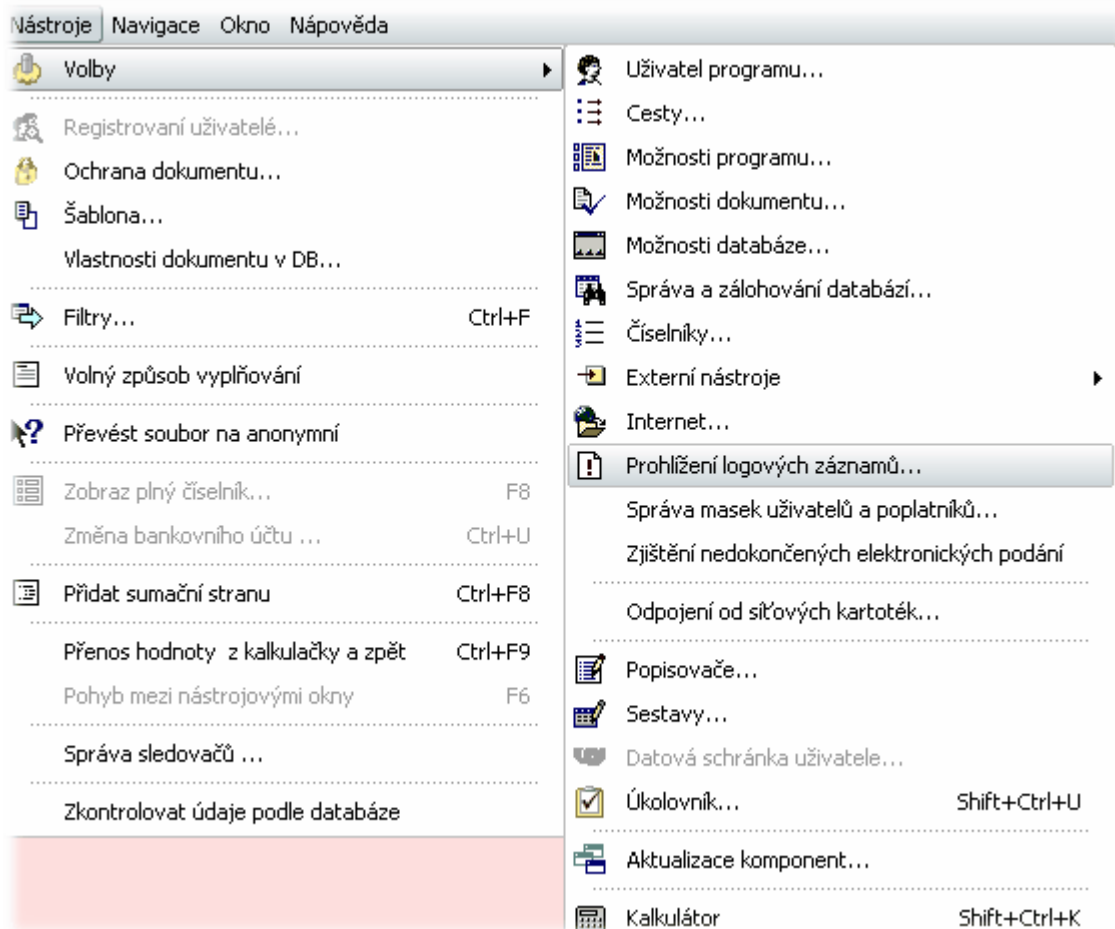 Nástroje Navigace Okno Nápověda
Volby
Registrovaní uživatelé...
Ochrana dokumentu...
Šablona...
Vlastnosti dokumentu v DB...
Filtry... Ctrl+F
Volný způsob vyplňování
Převést soubor na anonymní
Zobraz plný číselník... F8
Změna bankovního účtu ... Ctrl+U
Přidat sumační stranu Ctrl+F8
Přenos hodnoty z kalkulačky a zpět Ctrl+F9
Pohyb mezi nástrojovými okny F6
Správa sledovačů ...
Zkontrolovat údaje podle databáze
Uživatel programu...
Cesty...
Možnosti programu...
Možnosti dokumentu...
Možnosti databáze...
Správa a zálohování databází...
Číselníky...
Externí nástroje
Internet...
Prohlížení logových záznamů...
Správa masek uživatelů a poplatníků...
Zjištění nedokončených elektronických podání
Odpojení od síťových kartoték...
Popisovače...
Sestavy...
Datová schránka uživatele...
Úkolovník... Shift+Ctrl+U
Aktualizace komponent...
Kalkulátor Shift+Ctrl+K